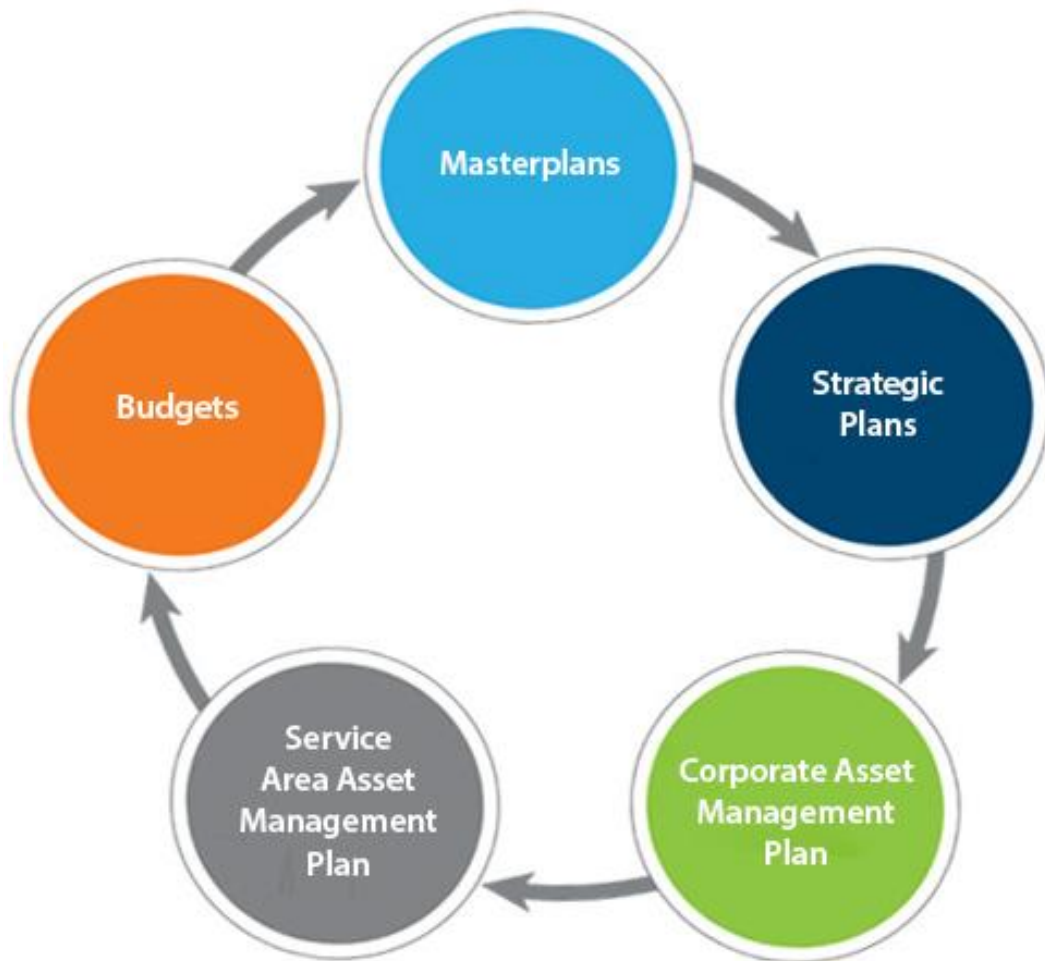 Masterplans
Strategic
Plans
Corporate Asset
Management
Plan
Service
Area Asset
Management
Plan
Budgets